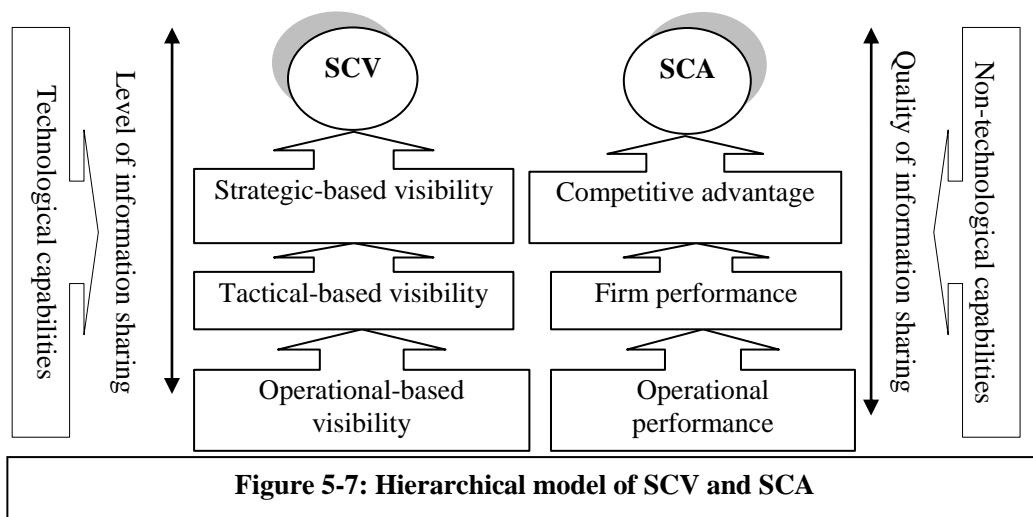 Technological capabilities
Level of information sharing
SCV
Strategic-based visibility
Tactical-based visibility
Operational-based
visibility
SCA
Competitive advantage
Firm performance
Operational
performance
Quality of information sharing
Non-technological capabilities
Figure 5-7: Hierarchical model of SCV and SCA